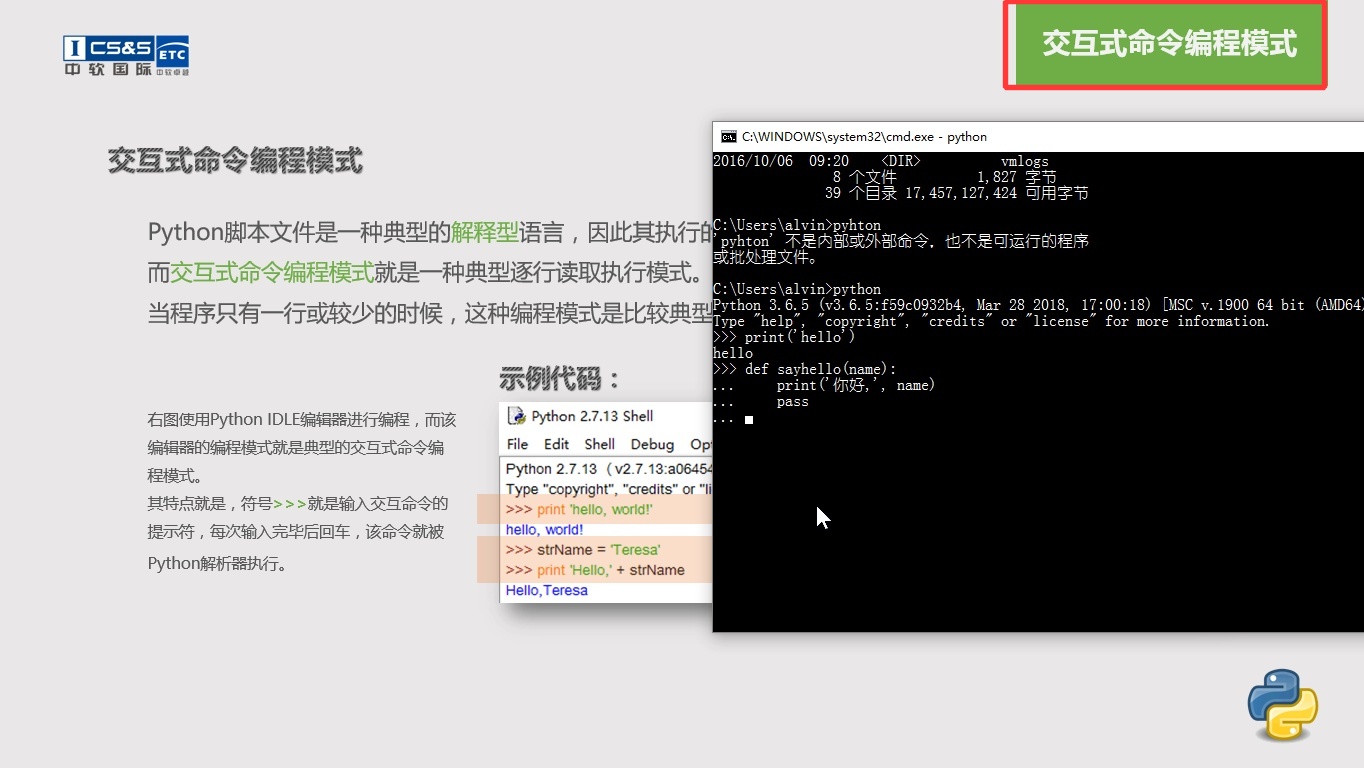 CS&S ETC
中软国际 中软卓越
交互式命令编程模式
交互式命令编程模式
Python脚本文件是一种典型的解释型语言，因此其执行的
而交互式命令编程模式就是一种典型逐行读取执行模式。
当程序只有一行或较少的时候，这种编程模式是比较典型
示例代码：
右图使用Python IDLE编辑器进行编程，而该
编辑器的编程模式就是典型的交互式命令编
程模式。
其特点就是，符号>>>就是输入交互命令的
提示符，每次输入完毕后回车，该命令就被
Python解析器执行。
Python 2.7.13 Shell
File Edit Shell Debug Opt
Python 2.7.13（v2.7.13:a06454
Type "copyright", "credits" or "li
>>> print 'hello, world!'
hello, world!
>>> strName = 'Teresa'
>>> print 'Hello,' + strName
Hello,Teresa
C:\WINDOWS\system32\cmd.exe - python
2016/10/06  09:20    <DIR>          vmlogs
8 个文件          1,827 字节
39 个目录 17,457,127,424 可用字节
C:\Users\alvin>pyhton
'pyhton' 不是内部或外部命令，也不是可运行的程序
或批处理文件。
C:\Users\alvin>python
Python 3.6.5 (v3.6.5:f59c0932b4, Mar 28 2018, 17:00:18) [MSC v.1900 64 bit (AMD64)
Type "help", "copyright", "credits" or "license" for more information.
>>> print('hello')
hello
>>> def sayhello(name):
...     print('你好,', name)
...     pass
...